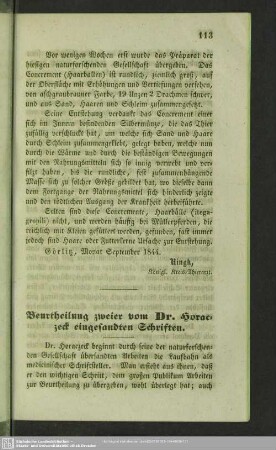 113
Vor wenigen Wochen erst wurde das Präparat der
hiesigen naturforschenden Gesellschaft übergeben. Das
Concrement (Haarballen) ist rundlich, ziemlich groß, auf
der Oberfläche mit Erhöhungen und Vertiefungen versehen,
von aschgraubrauner Farbe, 19 Unzen 2 Drachmen schwer,
und aus Sand, Haaren und Schleim zusammengesetzt.
Seine Entstehung verdankt das Concrement einer
sich in Innern befindenden Silbermünze, die das Thier
zufällig verschluckt hat, um welche sich Sand und Haare
durch Schleim zusammengeklebt, gelegt haben, welche nun
durch die Wärme und durch die beständigen Bewegungen
mit den Nahrungsmitteln sich so innig verwebt und ver-
filzt haben, bis die rundliche, fest zusammenhängende
Masse sich zu solcher Größe gebildet hat, wo dieselbe dann
dem Fortgange der Nahrungsmittel sich hinderlich zeigte
und den tödtlichen Ausgang der Krankheit herbeiführte.
Selten sind diese Concremente, Haarbälle
nicht, und werden häufig bei Müllerpferden, die
reichlich mit Kleien gefüttert werden, gefunden, fast immer
jedoch sind Haare oder Futterkerne Ursache zur Entstehung.
Görlitz, Monat September 1844.
Königl. Kreis-Thierarzt.
Beurtheilung zweier vom Dr. Horac-
zeck eingesandten Schriften.
Dr. Horaczeck beginnt durch seine der naturforschen-
den Gesellschaft übersandten Arbeiten die Laufbahn als
medicinischer Schriftsteller. Man ersieht aus ihnen, daß
er den wichtigen Schritt, dem großen Publikum Arbeiten
zur Beurtheilung zu übergeben, wohl überlegt hat; auch